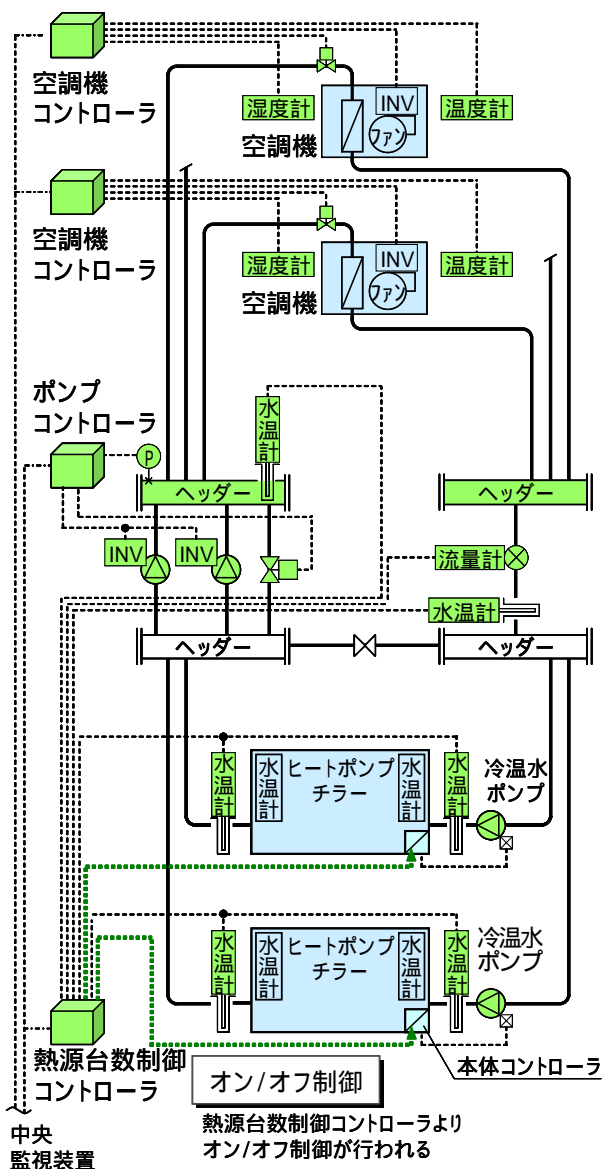 空調機
コントローラ
湿度計
INV
ファン
空調機
温度計
空調機
コントローラ
湿度計
INV
ファン
空調機
温度計
ポンプ
コントローラ
水温計
P
ヘッダー
ヘッダー
INV
INV
流量計
水温計
ヘッダー
ヘッダー
水温計
水温計
ヒートポンプ
チラー
水温計
水温計
冷温水
ポンプ
水温計
水温計
ヒートポンプ
チラー
水温計
水温計
冷温水
ポンプ
熱源台数制御
コントローラ
オン/オフ制御
本体コントローラ
熱源台数制御コントローラより
オン/オフ制御が行われる
中央
監視装置